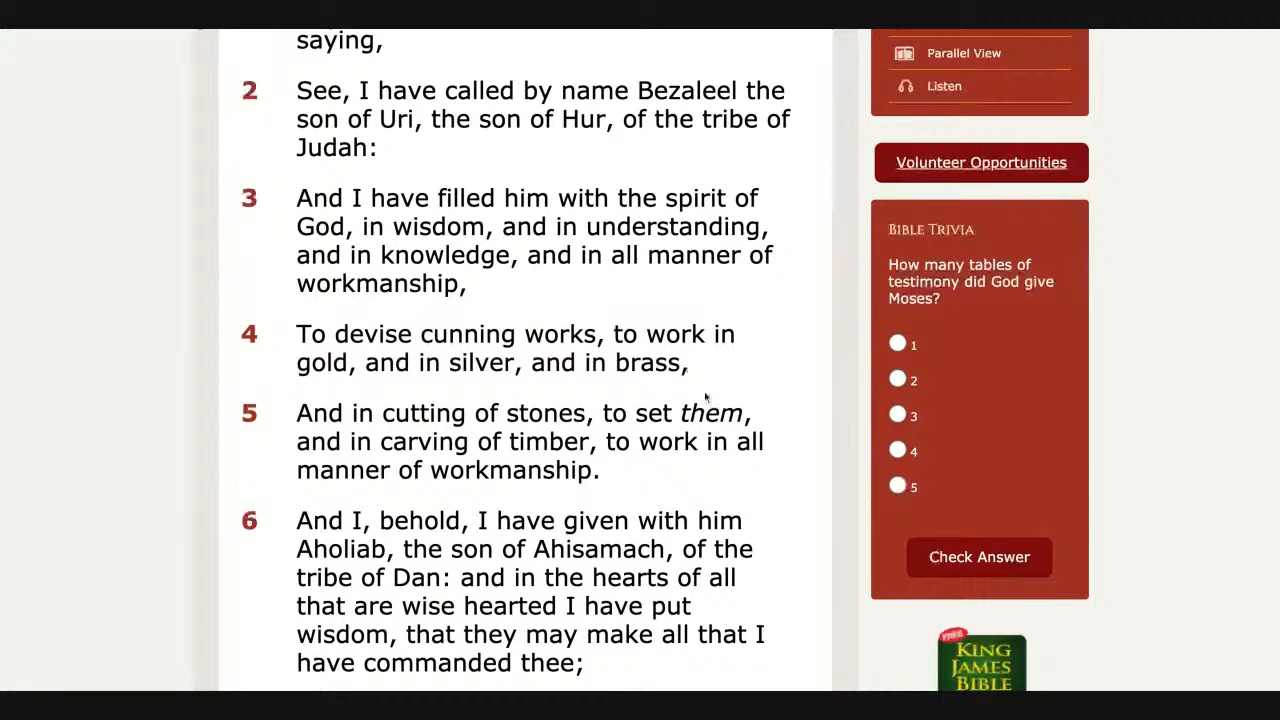 saying,
2 See, I have called by name Bezaleel the
son of Uri, the son of Hur, of the tribe of
Judah:
3 And I have filled him with the spirit of
God, in wisdom, and in understanding,
and in knowledge, and in all manner of
workmanship,
4 To devise cunning works, to work in
gold, and in silver, and in brass,
5 And in cutting of stones, to set them,
and in carving of timber, to work in all
manner of workmanship.
6 And I, behold, I have given with him
Aholiab, the son of Ahisamach, of the
tribe of Dan: and in the hearts of all
that are wise hearted I have put
wisdom, that they may make all that I
have commanded thee;
Parallel View
Listen
Volunteer Opportunities
BIBLE TRIVIA
How many tables of
testimony did God give
Moses?
1
2
3
4
5
Check Answer
FREE
KING
JAMES
BIBLE